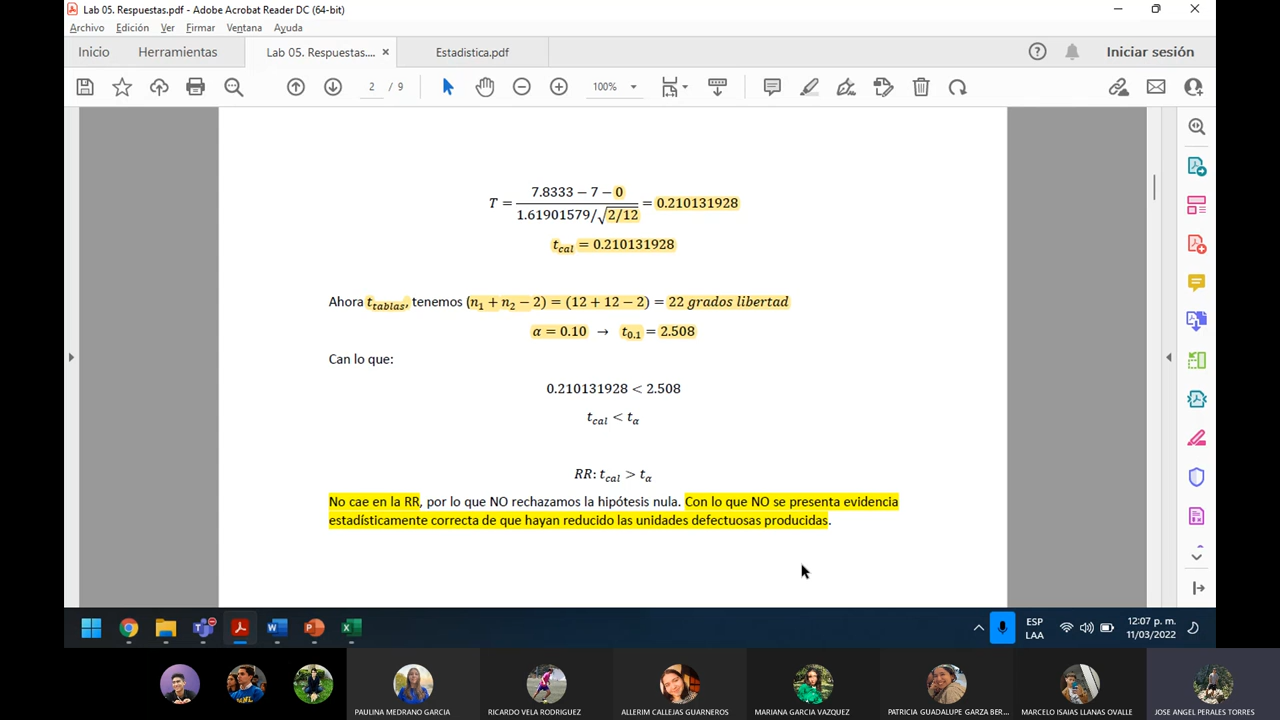 Lab 05. Respuestas.pdf - Adobe Acrobat Reader DC (64-bit)
Archivo Edición Ver Firmar Ventana Ayuda
Inicio Herramientas Lab 05. Respuestas.... × Estadistica.pdf Iniciar sesión
2 / 9 100%
T = (7.8333 − 7 − 0) / (1.61901579/√2/12) = 0.210131928
t_cal = 0.210131928
Ahora t_tablas, tenemos (n₁ + n₂ − 2) = (12 + 12 − 2) = 22 grados libertad
α = 0.10 → t_0.1 = 2.508
Can lo que:
0.210131928 < 2.508
t_cal < t_α
RR: t_cal > t_α
No cae en la RR, por lo que NO rechazamos la hipótesis nula. Con lo que NO se presenta evidencia
estadísticamente correcta de que hayan reducido las unidades defectuosas producidas.
ESP
LAA
12:07 p. m.
11/03/2022
PAULINA MEDRANO GARCIA
RICARDO VELA RODRIGUEZ
ALLERIM CALLEJAS GUARNEROS
MARIANA GARCIA VAZQUEZ
PATRICIA GUADALUPE GARZA BER...
MARCELO ISAIAS LLANAS OVALLE
JOSE ANGEL PERALES TORRES